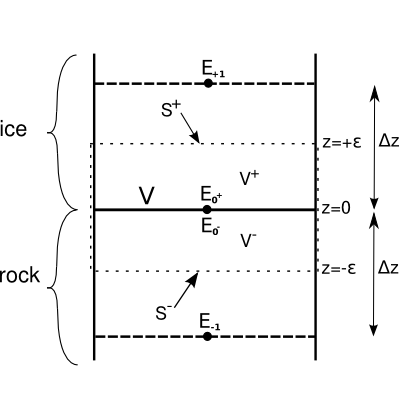 E+1
S+
ice
z=+ε
Δz
V+
V
E0+
z=0
E0-
V-
rock
z=-ε
Δz
S-
E-1